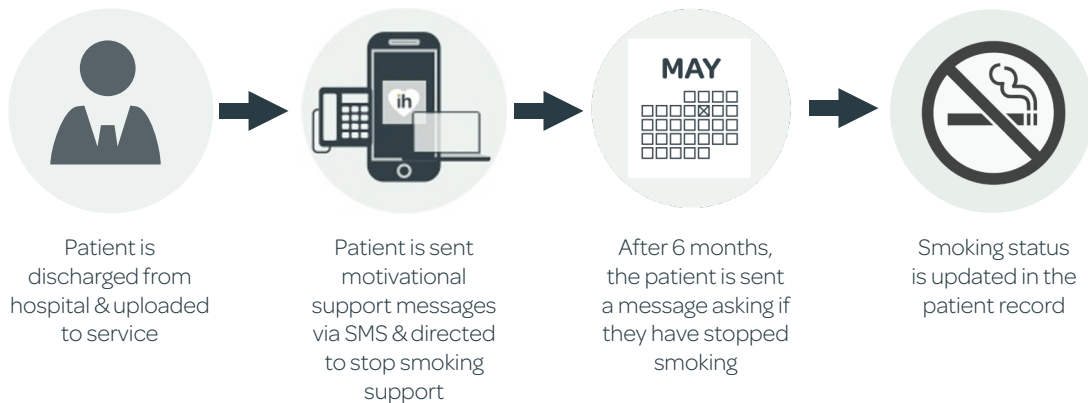 ih
MAY
Patient is
discharged from
hospital & uploaded
to service
Patient is sent
motivational
support messages
via SMS & directed
to stop smoking
support
After 6 months,
the patient is sent
a message asking if
they have stopped
smoking
Smoking status
is updated in the
patient record